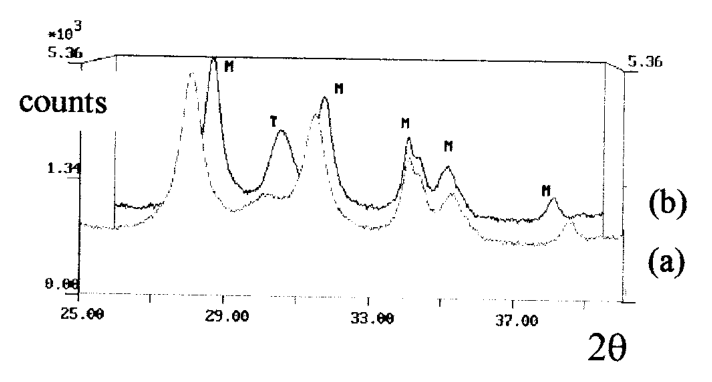 *10³
5.36
5.36
M
M
counts
T
M
M
1.34
M
(b)
(a)
0.00
25.00
29.00
33.00
37.00
2θ